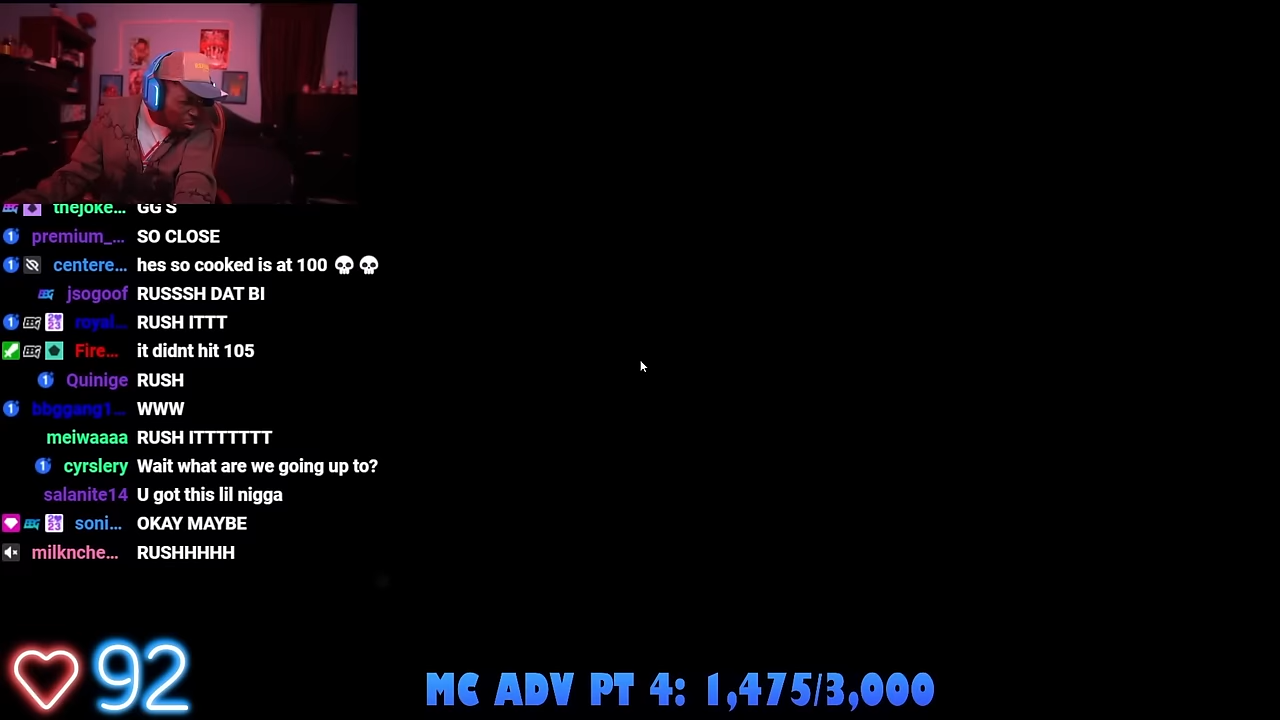 thejoke... GG S
premium_... SO CLOSE
centere... hes so cooked is at 100 💀💀
jsogoof RUSSSH DAT BI
royal... RUSH ITTT
Fire... it didnt hit 105
Quinige RUSH
bbggang1... WWW
meiwaaaa RUSH ITTTTTTT
cyrslery Wait what are we going up to?
salanite14 U got this lil nigga
soni... OKAY MAYBE
milknche... RUSHHHHH
92
MC ADV PT 4: 1,475/3,000